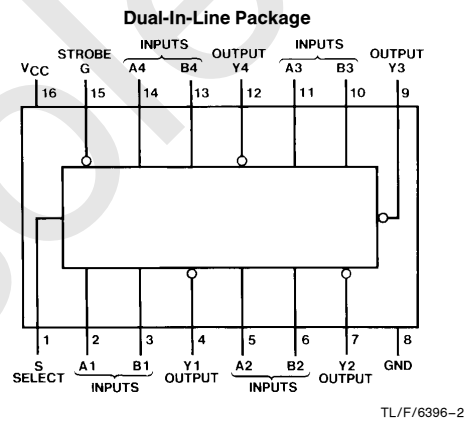 Dual-In-Line Package
INPUTS INPUTS
STROBE OUTPUT OUTPUT
VCC G A4 B4 Y4 A3 B3 Y3
16 15 14 13 12 11 10 9
1 2 3 4 5 6 7 8
S A1 B1 Y1 A2 B2 Y2 GND
SELECT INPUTS OUTPUT INPUTS OUTPUT
TL/F/6396–2